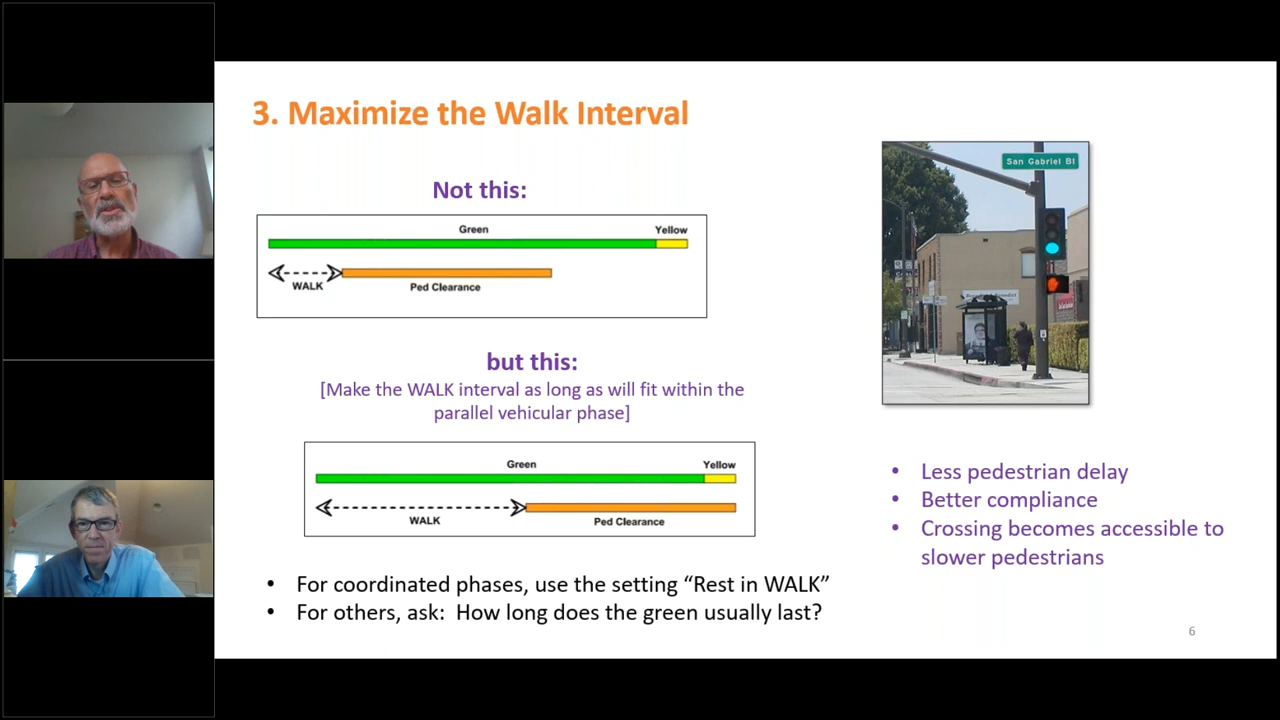 3. Maximize the Walk Interval
Not this:
Green
Yellow
WALK
Ped Clearance
but this:
[Make the WALK interval as long as will fit within the
parallel vehicular phase]
Green
Yellow
WALK
Ped Clearance
• For coordinated phases, use the setting “Rest in WALK”
• For others, ask: How long does the green usually last?
San Gabriel Bl
• Less pedestrian delay
• Better compliance
• Crossing becomes accessible to
slower pedestrians
6